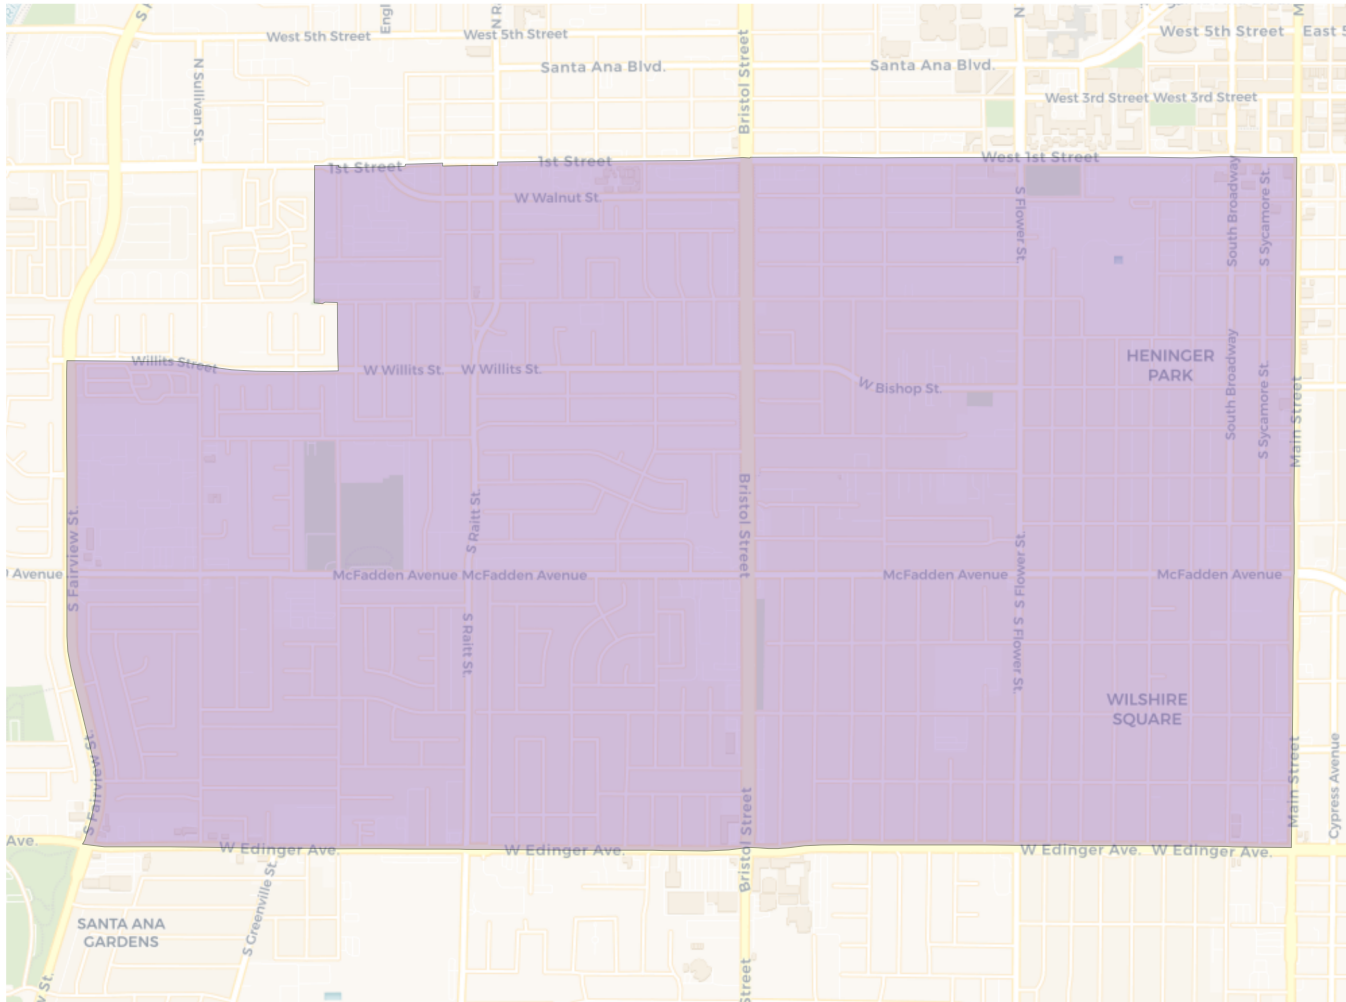 West 5th Street
West 5th Street
West 5th Street
East 5
Santa Ana Blvd.
Santa Ana Blvd.
N Sullivan St.
Bristol Street
West 3rd Street
West 3rd Street
1st Street
1st Street
West 1st Street
W Walnut St.
S Flower St.
South Broadway
S Sycamore St.
Willits Street
W Willits St.
W Willits St.
W Bishop St.
HENINGER
PARK
South Broadway
S Sycamore St.
Main Street
S Raitt St.
Bristol Street
S Fairview St.
Avenue
McFadden Avenue
McFadden Avenue
McFadden Avenue
McFadden Avenue
S Flower St.
S Raitt St.
S Flower St.
WILSHIRE
SQUARE
S Fairview St.
Main Street
Cypress Avenue
Bristol Street
Ave.
W Edinger Ave.
W Edinger Ave.
W Edinger Ave.
W Edinger Ave.
SANTA ANA
GARDENS
S Greenville St.
St.
Street